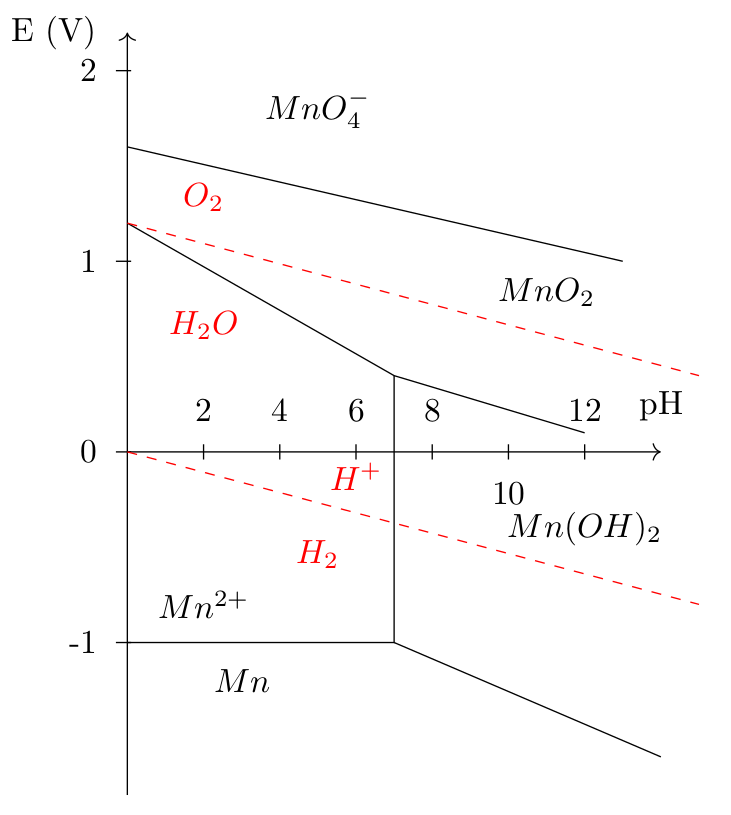 E (V)
2
MnO₄⁻
O₂
1
MnO₂
H₂O
2 4 6 8 12 pH
0
H⁺
10
Mn(OH)₂
H₂
Mn²⁺
-1
Mn